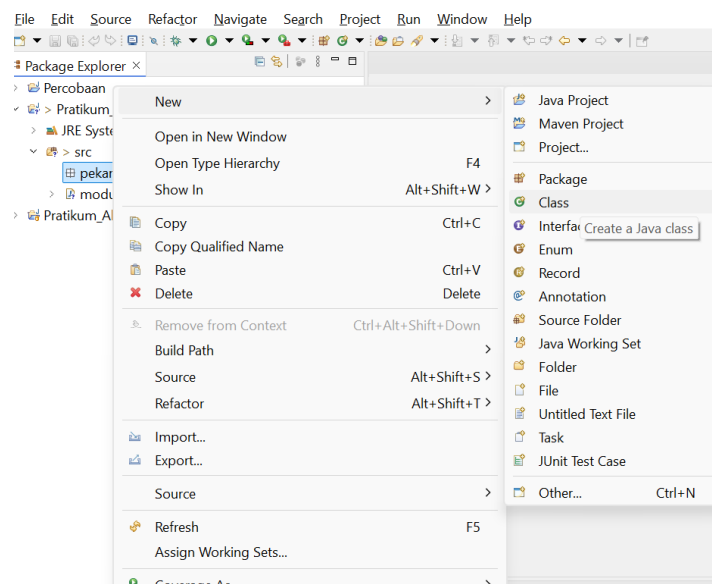 File Edit Source Refactor Navigate Search Project Run Window Help
Package Explorer
Percobaan
> Pratikum_
JRE Syste
> src
pekan
modu
Pratikum_Al
New
Open in New Window
Open Type Hierarchy F4
Show In Alt+Shift+W
Copy Ctrl+C
Copy Qualified Name
Paste Ctrl+V
Delete Delete
Remove from Context Ctrl+Alt+Shift+Down
Build Path
Source Alt+Shift+S
Refactor Alt+Shift+T
Import...
Export...
Source
Refresh F5
Assign Working Sets...
Coverage As
Java Project
Maven Project
Project...
Package
Class
Interfac
Create a Java class
Enum
Record
Annotation
Source Folder
Java Working Set
Folder
File
Untitled Text File
Task
JUnit Test Case
Other... Ctrl+N